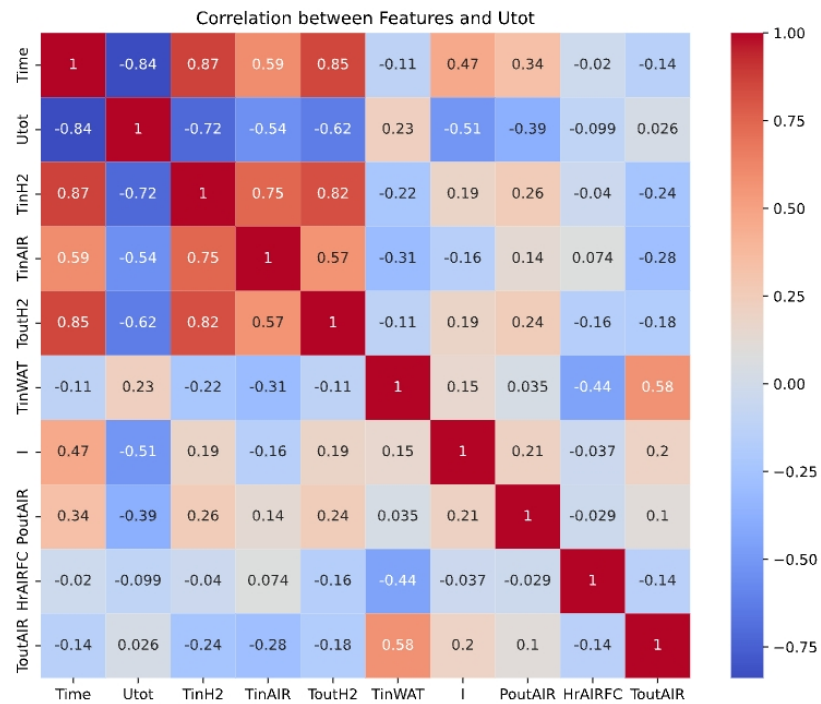 Correlation between Features and Utot
Time 1 -0.84 0.87 0.59 0.85 -0.11 0.47 0.34 -0.02 -0.14
Utot -0.84 1 -0.72 -0.54 -0.62 0.23 -0.51 -0.39 -0.099 0.026
TinH2 0.87 -0.72 1 0.75 0.82 -0.22 0.19 0.26 -0.04 -0.24
TinAIR 0.59 -0.54 0.75 1 0.57 -0.31 -0.16 0.14 0.074 -0.28
ToutH2 0.85 -0.62 0.82 0.57 1 -0.11 0.19 0.24 -0.16 -0.18
TinWAT -0.11 0.23 -0.22 -0.31 -0.11 1 0.15 0.035 -0.44 0.58
I 0.47 -0.51 0.19 -0.16 0.19 0.15 1 0.21 -0.037 0.2
PoutAIR 0.34 -0.39 0.26 0.14 0.24 0.035 0.21 1 -0.029 0.1
HrAIRFC -0.02 -0.099 -0.04 0.074 -0.16 -0.44 -0.037 -0.029 1 -0.14
ToutAIR -0.14 0.026 -0.24 -0.28 -0.18 0.58 0.2 0.1 -0.14 1
Time Utot TinH2 TinAIR ToutH2 TinWAT I PoutAIR HrAIRFC ToutAIR
1.00
0.75
0.50
0.25
0.00
−0.25
−0.50
−0.75